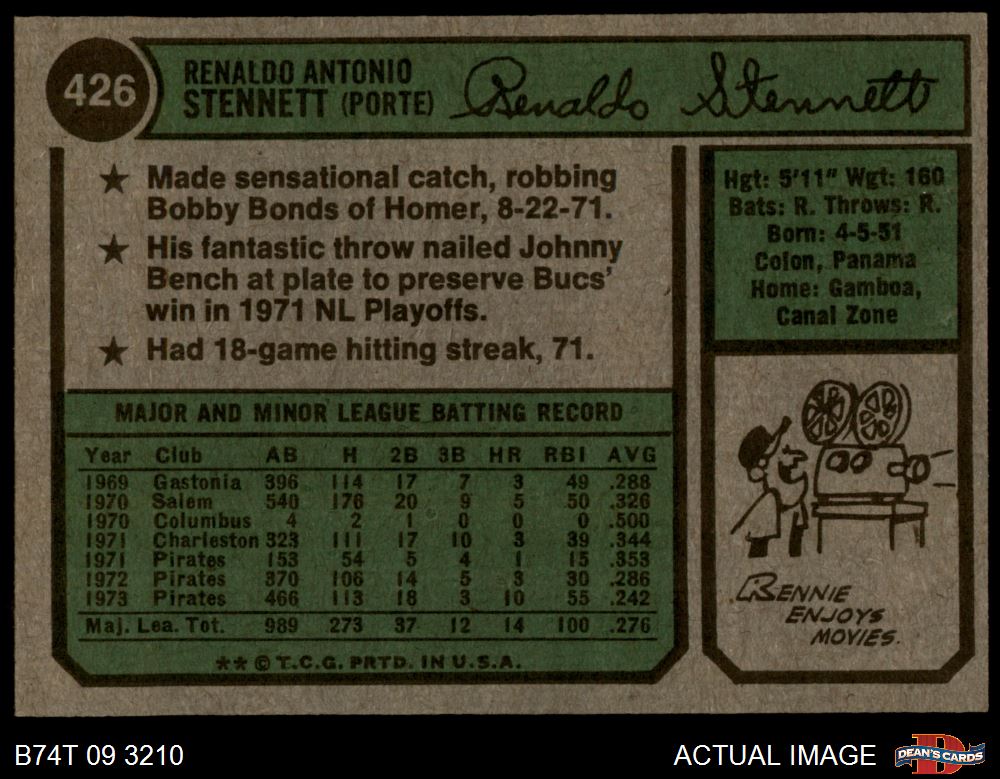 426
RENALDO ANTONIO
STENNETT (PORTE)
Renaldo Stennett
★ Made sensational catch, robbing
Bobby Bonds of Homer, 8-22-71.
★ His fantastic throw nailed Johnny
Bench at plate to preserve Bucs'
win in 1971 NL Playoffs.
★ Had 18-game hitting streak, 71.
Hgt: 5'11" Wgt: 160
Bats: R. Throws: R.
Born: 4-5-51
Colon, Panama
Home: Gamboa,
Canal Zone
MAJOR AND MINOR LEAGUE BATTING RECORD
Year Club AB H 2B 3B HR RBI AVG
1969 Gastonia 396 114 17 7 3 49 .288
1970 Salem 540 176 20 9 5 50 .326
1970 Columbus 4 2 1 0 0 0 .500
1971 Charleston 323 111 17 10 3 39 .344
1971 Pirates 153 54 5 4 1 15 .353
1972 Pirates 370 106 14 5 3 30 .286
1973 Pirates 466 113 18 3 10 55 .242
Maj. Lea. Tot. 989 273 37 12 14 100 .276
** © T.C.G. PRTD. IN U.S.A.
RENNIE
ENJOYS
MOVIES.
B74T 09 3210
ACTUAL IMAGE
DEAN'S CARDS